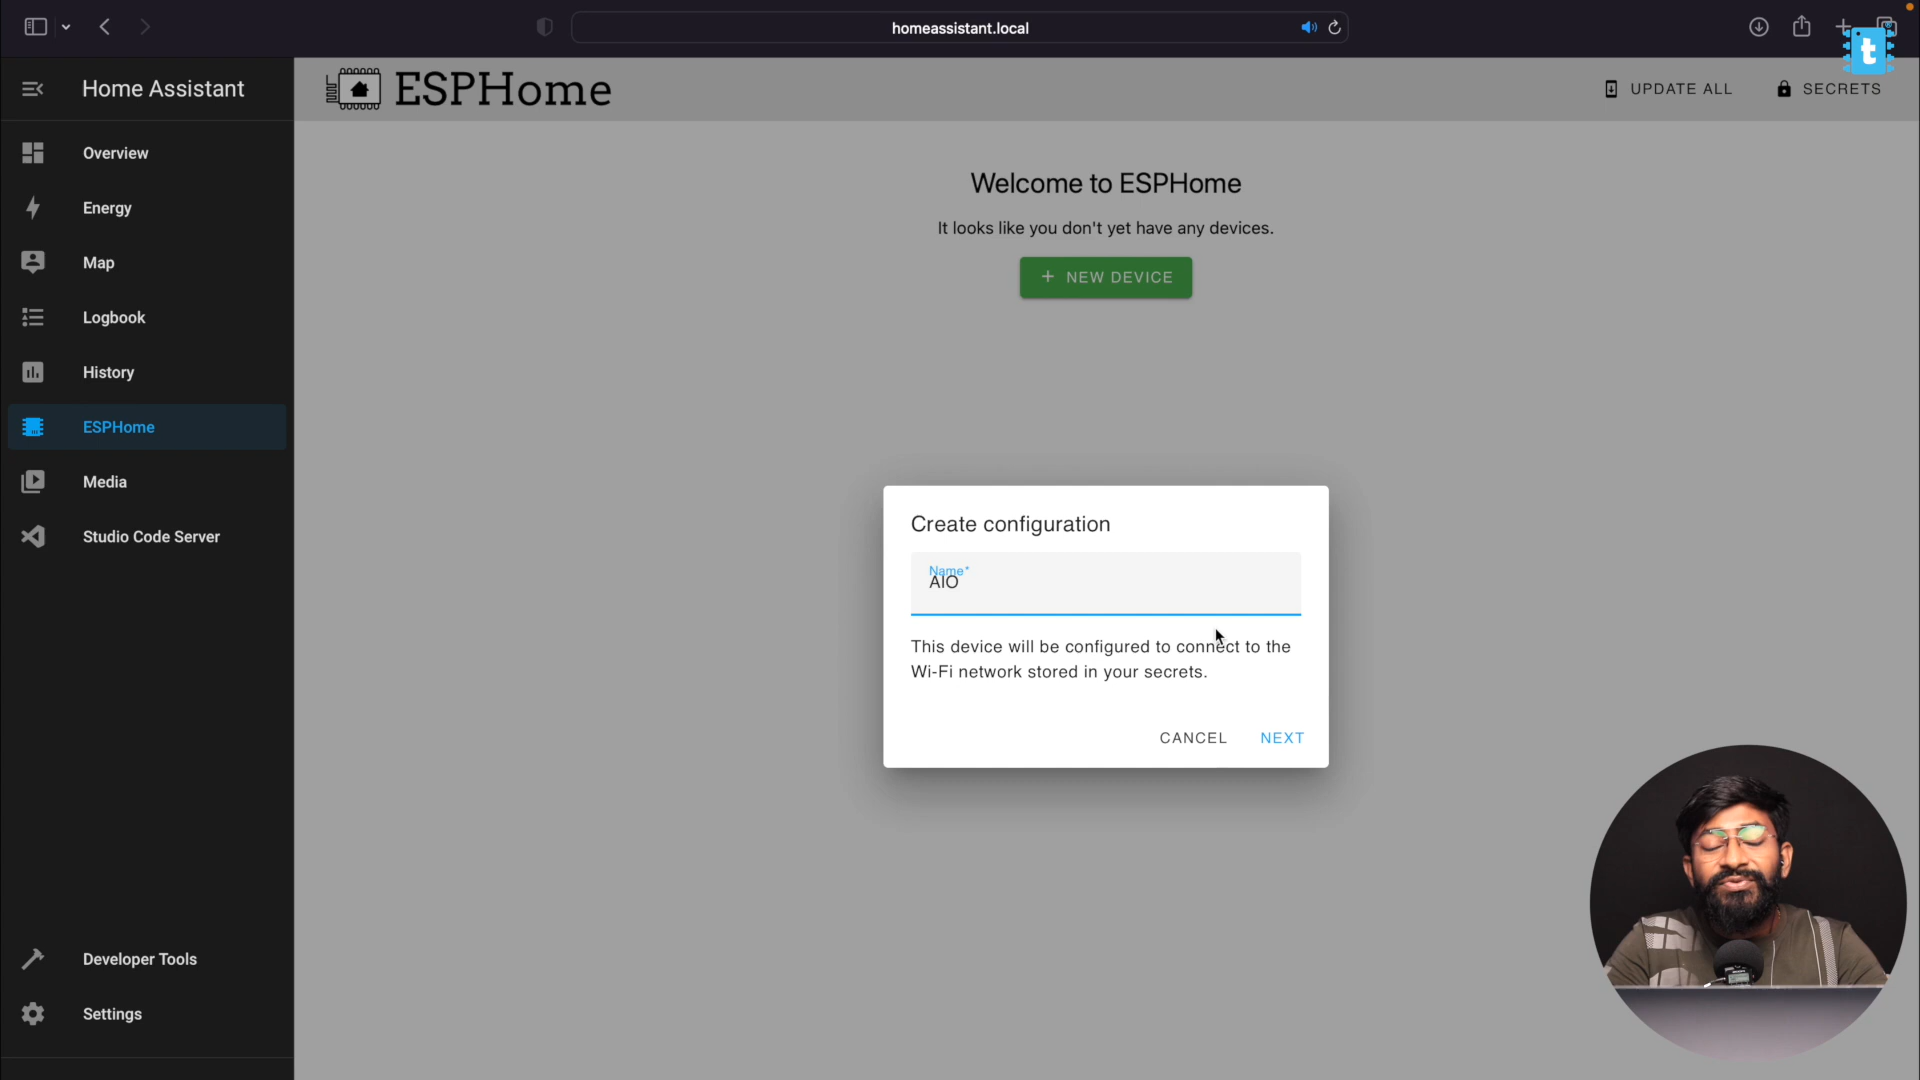 homeassistant.local
t
Home Assistant
ESPHome
UPDATE ALL
SECRETS
Overview
Energy
Map
Logbook
History
ESPHome
Media
Studio Code Server
Developer Tools
Settings
Welcome to ESPHome
It looks like you don't yet have any devices.
+ NEW DEVICE
Create configuration
Name*
AIO
This device will be configured to connect to the
Wi-Fi network stored in your secrets.
CANCEL
NEXT